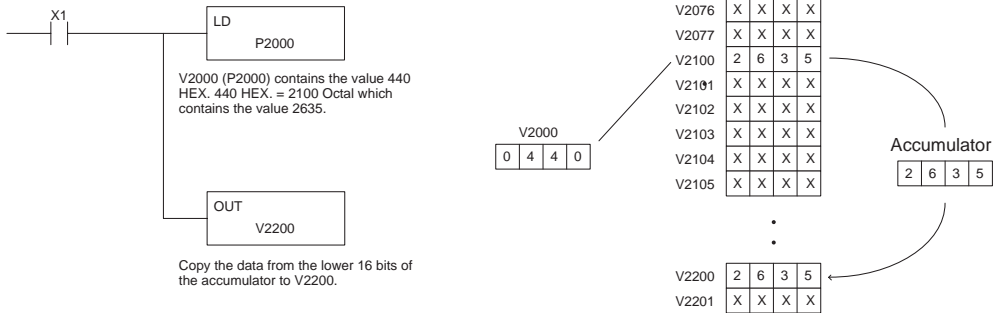 X1
LD
P2000
V2000 (P2000) contains the value 440
HEX. 440 HEX. = 2100 Octal which
contains the value 2635.
OUT
V2200
Copy the data from the lower 16 bits of
the accumulator to V2200.
V2000
0 4 4 0
V2076 X X X X
V2077 X X X X
V2100 2 6 3 5
V2101 X X X X
V2102 X X X X
V2103 X X X X
V2104 X X X X
V2105 X X X X
V2200 2 6 3 5
V2201 X X X X
Accumulator
2 6 3 5